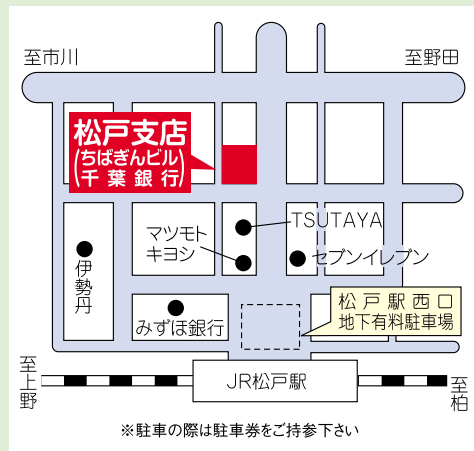 至市川
至野田
松戸支店
(ちばぎんビル
千葉銀行)
TSUTAYA
マツモト
キヨシ
セブンイレブン
伊勢丹
松戸駅西口
地下有料駐車場
みずほ銀行
至上野
JR松戸駅
至柏
※駐車の際は駐車券をご持参下さい